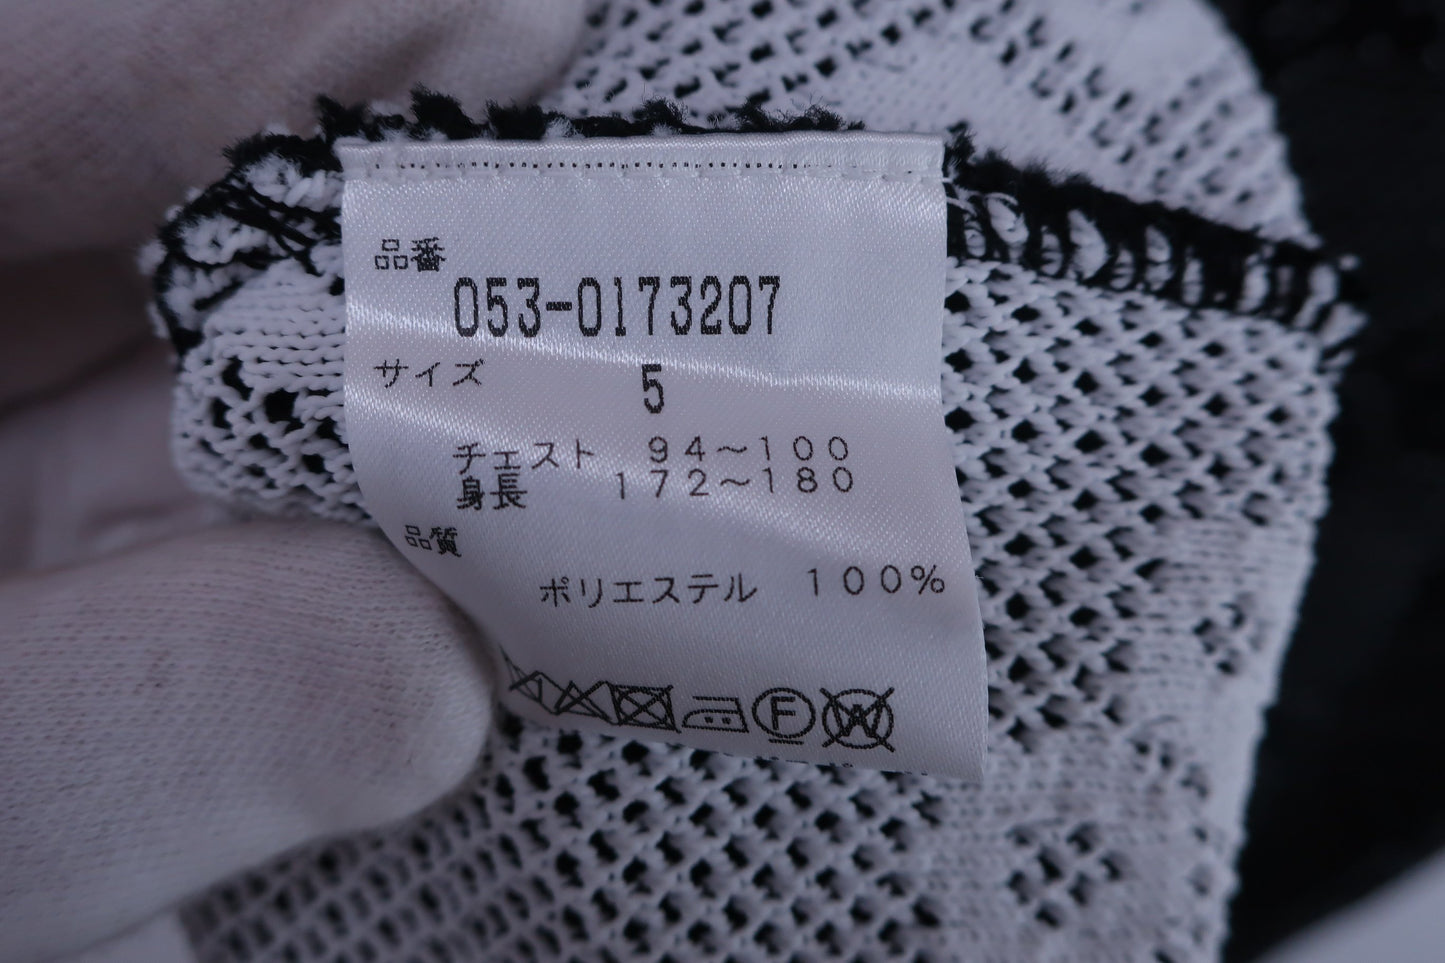 品番
053-0173207
サイズ 5
チェスト 94～100
身長 172～180
品質
ポリエステル 100%
F W